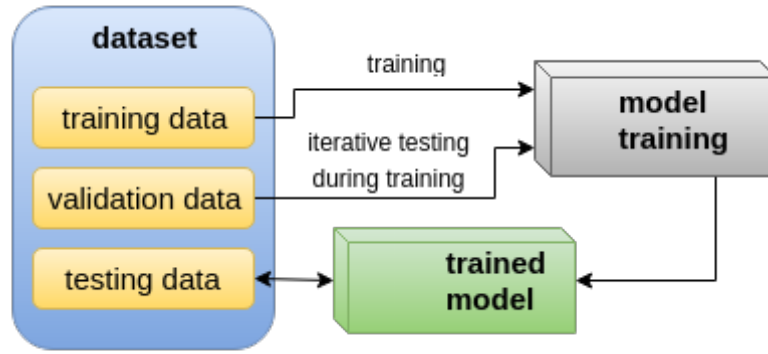 dataset
training data
validation data
testing data
training
iterative testing
during training
model
training
trained
model